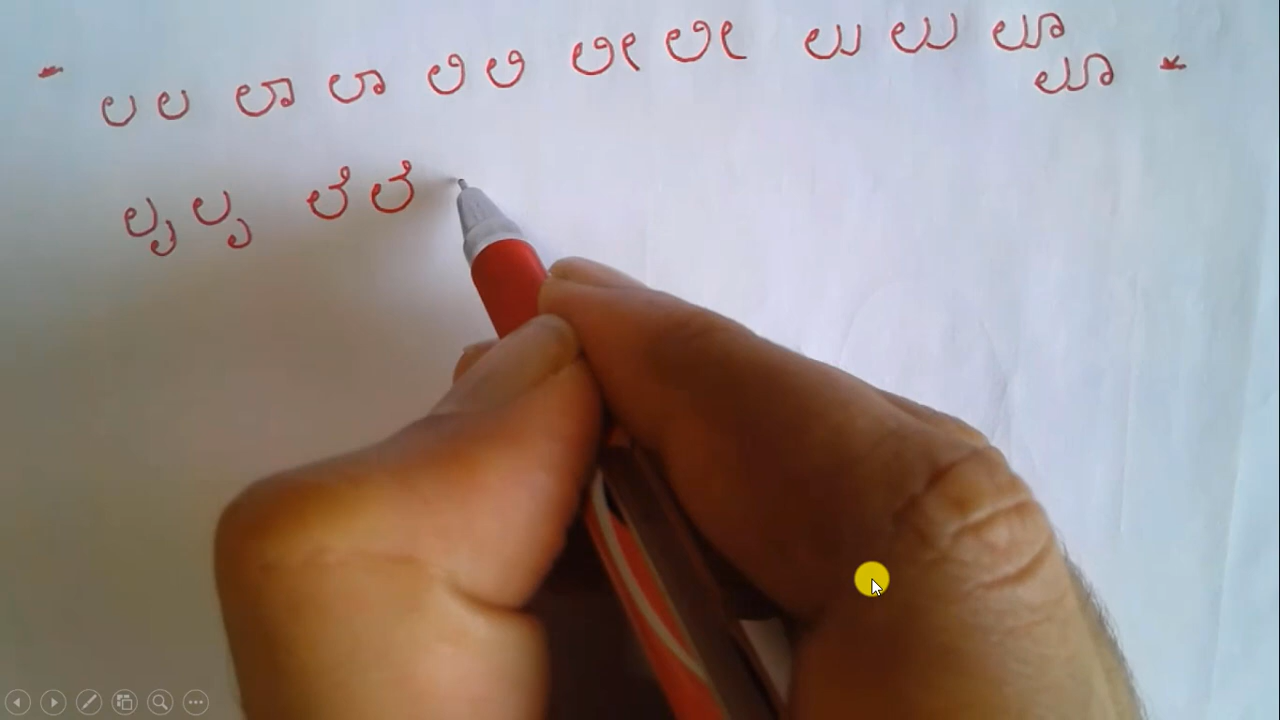 ಲ ಲ ಲಾ ಲಾ ಲಿ ಲಿ ಲೀ ಲೀ ಲು ಲು ಲೂ
ಲೂ
ಲೃ ಲೃ ಲೆ ಲೆ